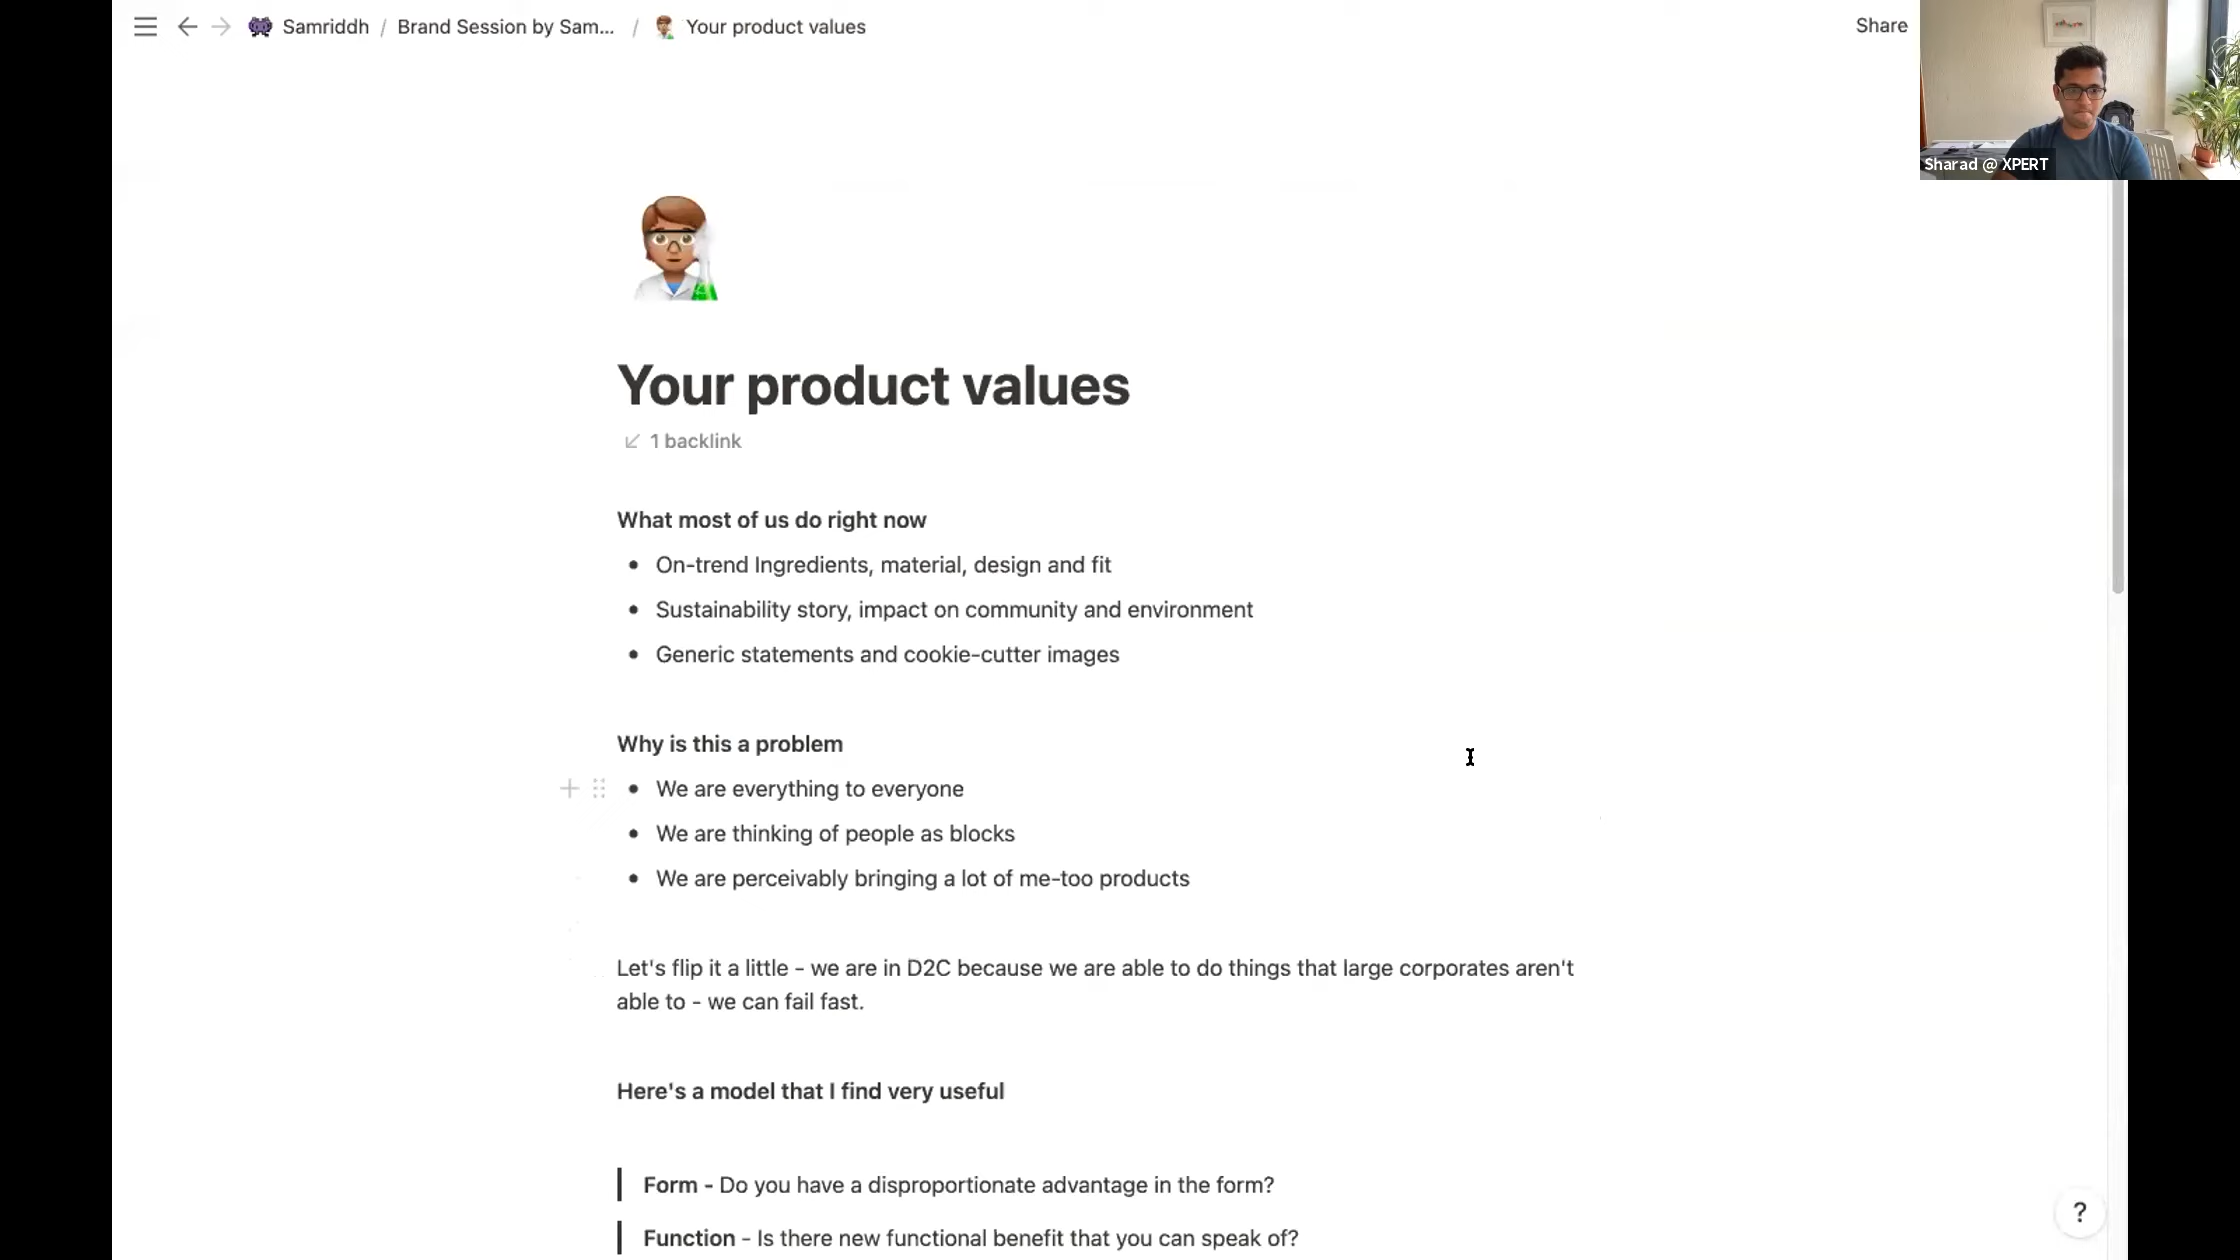 Samriddh / Brand Session by Sam... / Your product values
Share
Sharad @ XPERT
Your product values
1 backlink
What most of us do right now
• On-trend Ingredients, material, design and fit
• Sustainability story, impact on community and environment
• Generic statements and cookie-cutter images
Why is this a problem
• We are everything to everyone
• We are thinking of people as blocks
• We are perceivably bringing a lot of me-too products
Let's flip it a little - we are in D2C because we are able to do things that large corporates aren't
able to - we can fail fast.
Here's a model that I find very useful
Form - Do you have a disproportionate advantage in the form?
Function - Is there new functional benefit that you can speak of?
?